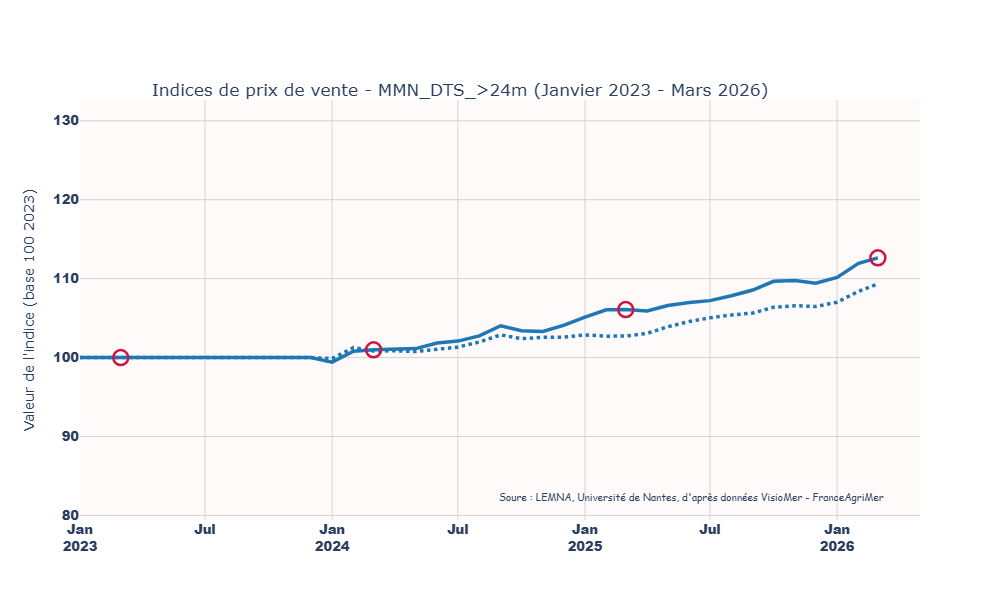 Indices de prix de vente - MMN_DTS_>24m (Janvier 2023 - Mars 2026)
Valeur de l'indice (base 100 2023)
130
120
110
100
90
80
Soure : LEMNA, Université de Nantes, d'après données VisioMer - FranceAgriMer
Jan
2023
Jul
Jan
2024
Jul
Jan
2025
Jul
Jan
2026